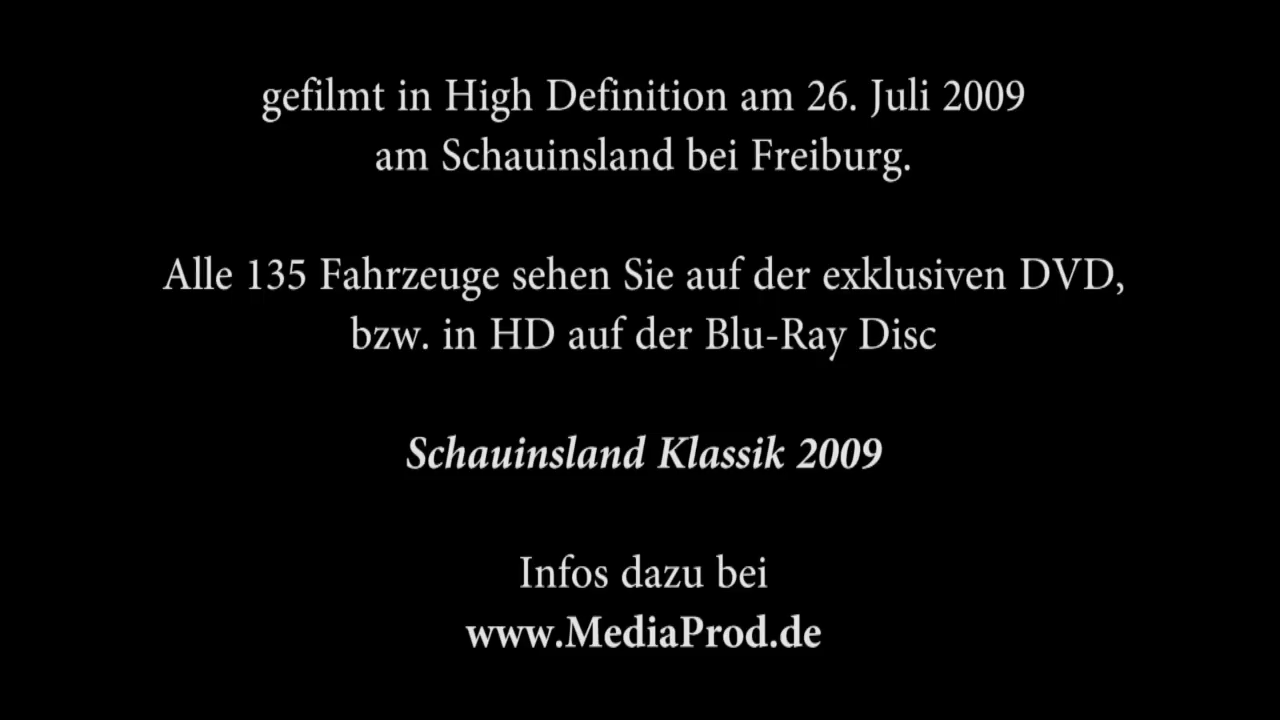 gefilmt in High Definition am 26. Juli 2009
am Schauinsland bei Freiburg.
Alle 135 Fahrzeuge sehen Sie auf der exklusiven DVD,
bzw. in HD auf der Blu-Ray Disc
Schauinsland Klassik 2009
Infos dazu bei
www.MediaProd.de